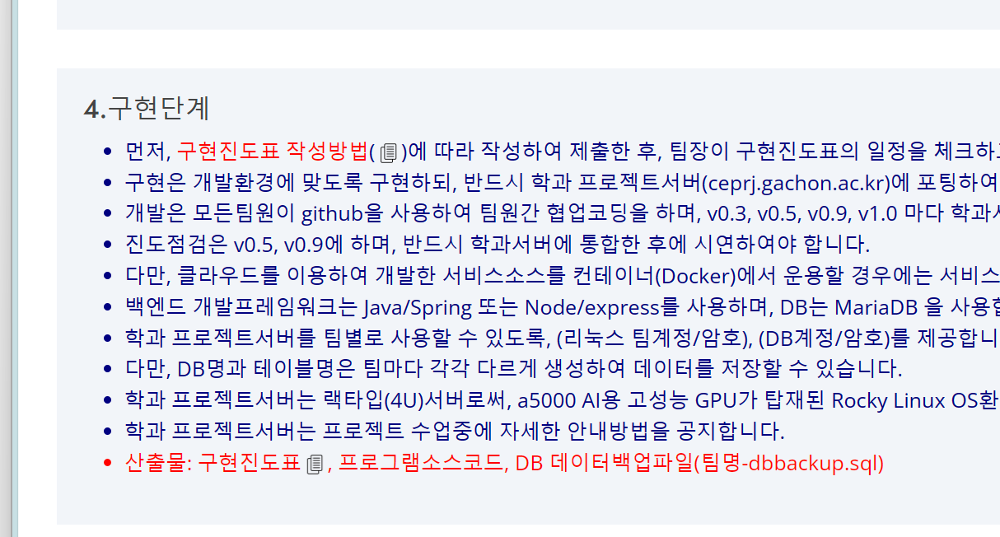 4.구현단계
먼저, 구현진도표 작성방법( )에 따라 작성하여 제출한 후, 팀장이 구현진도표의 일정을 체크하
구현은 개발환경에 맞도록 구현하되, 반드시 학과 프로젝트서버(ceprj.gachon.ac.kr)에 포팅하여
개발은 모든팀원이 github을 사용하여 팀원간 협업코딩을 하며, v0.3, v0.5, v0.9, v1.0 마다 학과
진도점검은 v0.5, v0.9에 하며, 반드시 학과서버에 통합한 후에 시연하여야 합니다.
다만, 클라우드를 이용하여 개발한 서비스소스를 컨테이너(Docker)에서 운용할 경우에는 서비스
백엔드 개발프레임워크는 Java/Spring 또는 Node/express를 사용하며, DB는 MariaDB 을 사용
학과 프로젝트서버를 팀별로 사용할 수 있도록, (리눅스 팀계정/암호), (DB계정/암호)를 제공합니
다만, DB명과 테이블명은 팀마다 각각 다르게 생성하여 데이터를 저장할 수 있습니다.
학과 프로젝트서버는 랙타입(4U)서버로써, a5000 AI용 고성능 GPU가 탑재된 Rocky Linux OS환
학과 프로젝트서버는 프로젝트 수업중에 자세한 안내방법을 공지합니다.
산출물: 구현진도표 , 프로그램소스코드, DB 데이터백업파일(팀명-dbbackup.sql)